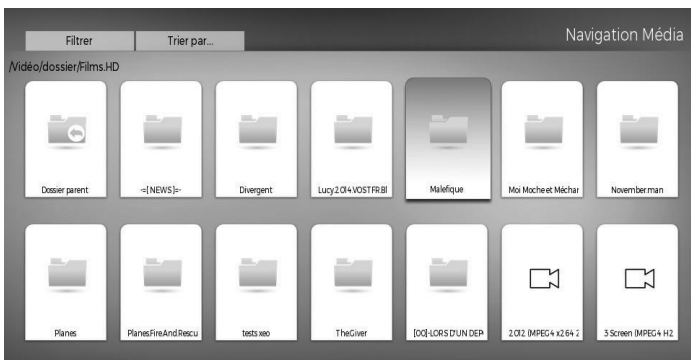 Filtrer
Trier par...
Navigation Média
/Vidéo/dossier/Films.HD
Dossier parent
-=[ NEWS ]=-
Divergent
Lucy.2014.VOSTFR.Bl
Malefique
Moi Moche et Méchan
November.man
Planes
Planes.Fire.And.Rescu
tests xeo
TheGiver
[00]-LORS D'UN DEP
2012 (MPEG4 x264 2
3 Screen (MPEG4 H2